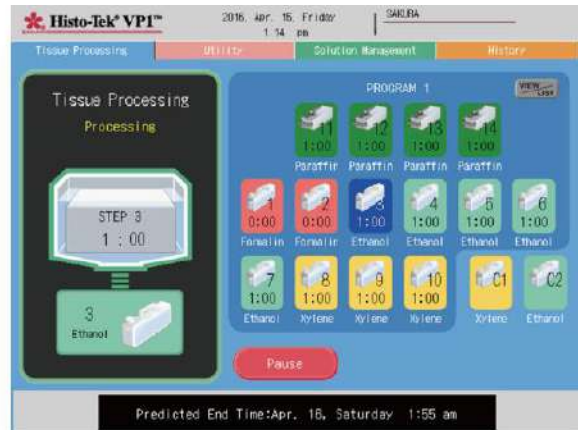 Histo-Tek® VP1™
2016. Apr. 15, Friday
1:14 pm
SAKURA
Tissue Processing
Utility
Solution Management
History
Tissue Processing
Processing
STEP 3
1 : 00
3
Ethanol
PROGRAM 1
VIEW LIST
11 12 13 14
1:00 1:00 1:00 1:00
Paraffin Paraffin Paraffin Paraffin
1 2 3 4 5 6
0:00 0:00 1:00 1:00 1:00 1:00
Formalin Formalin Ethanol Ethanol Ethanol Ethanol
7 8 9 10 C1 C2
1:00 1:00 1:00 1:00
Ethanol Xylene Xylene Xylene Xylene Ethanol
Pause
Predicted End Time:Apr. 16, Saturday 1:55 am